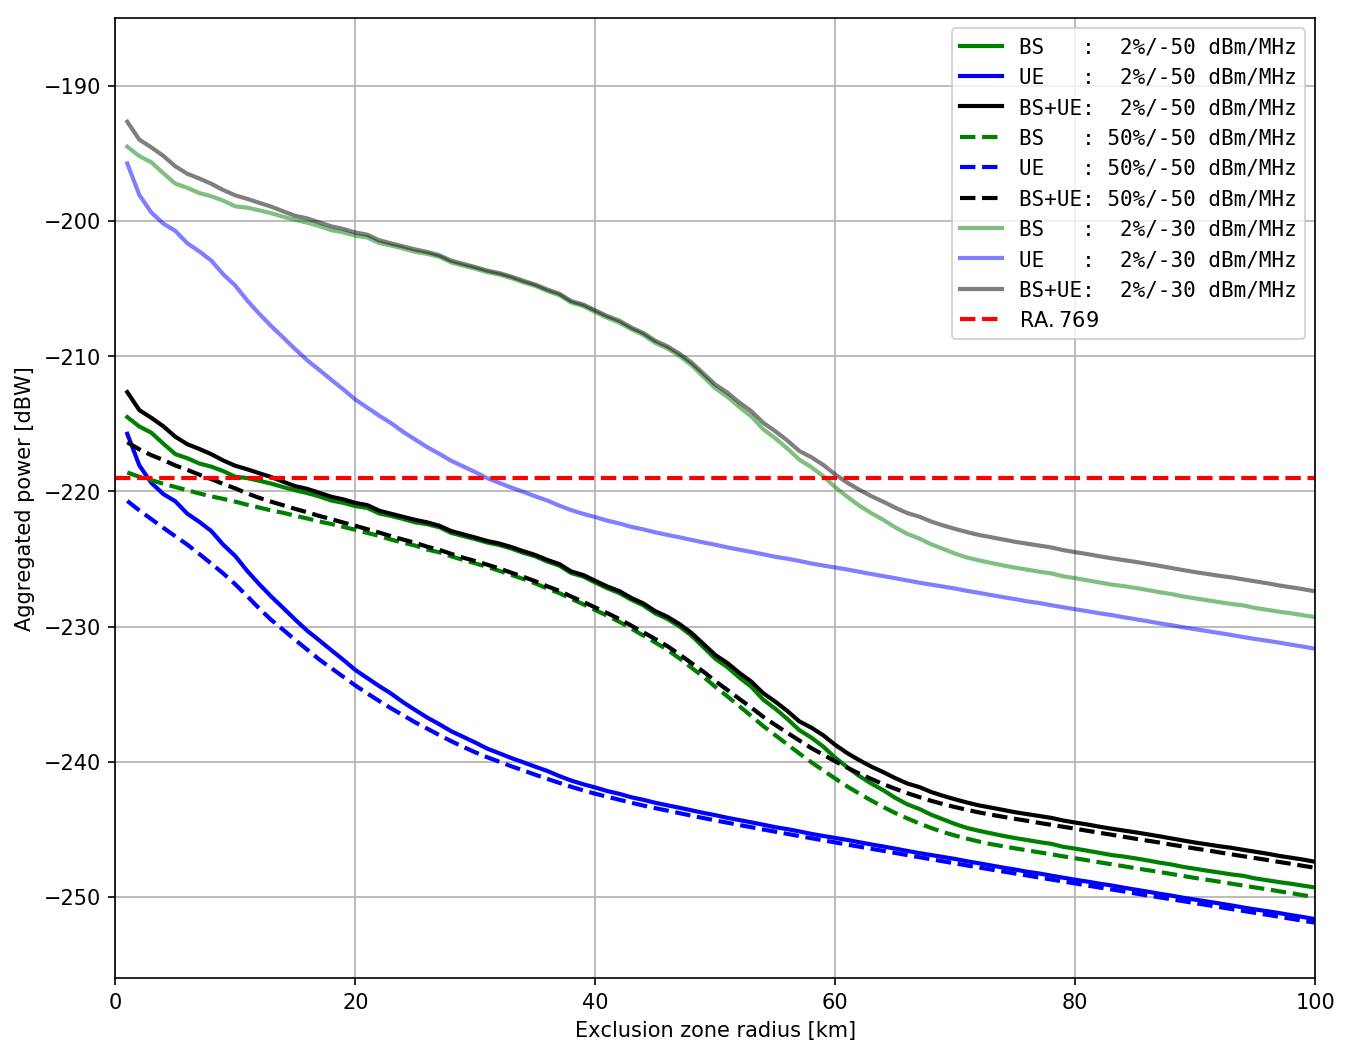 BS   :  2%/-50 dBm/MHz
UE   :  2%/-50 dBm/MHz
BS+UE:  2%/-50 dBm/MHz
BS   : 50%/-50 dBm/MHz
UE   : 50%/-50 dBm/MHz
BS+UE: 50%/-50 dBm/MHz
BS   :  2%/-30 dBm/MHz
UE   :  2%/-30 dBm/MHz
BS+UE:  2%/-30 dBm/MHz
RA.769
Aggregated power [dBW]
−190
−200
−210
−220
−230
−240
−250
0 20 40 60 80 100
Exclusion zone radius [km]